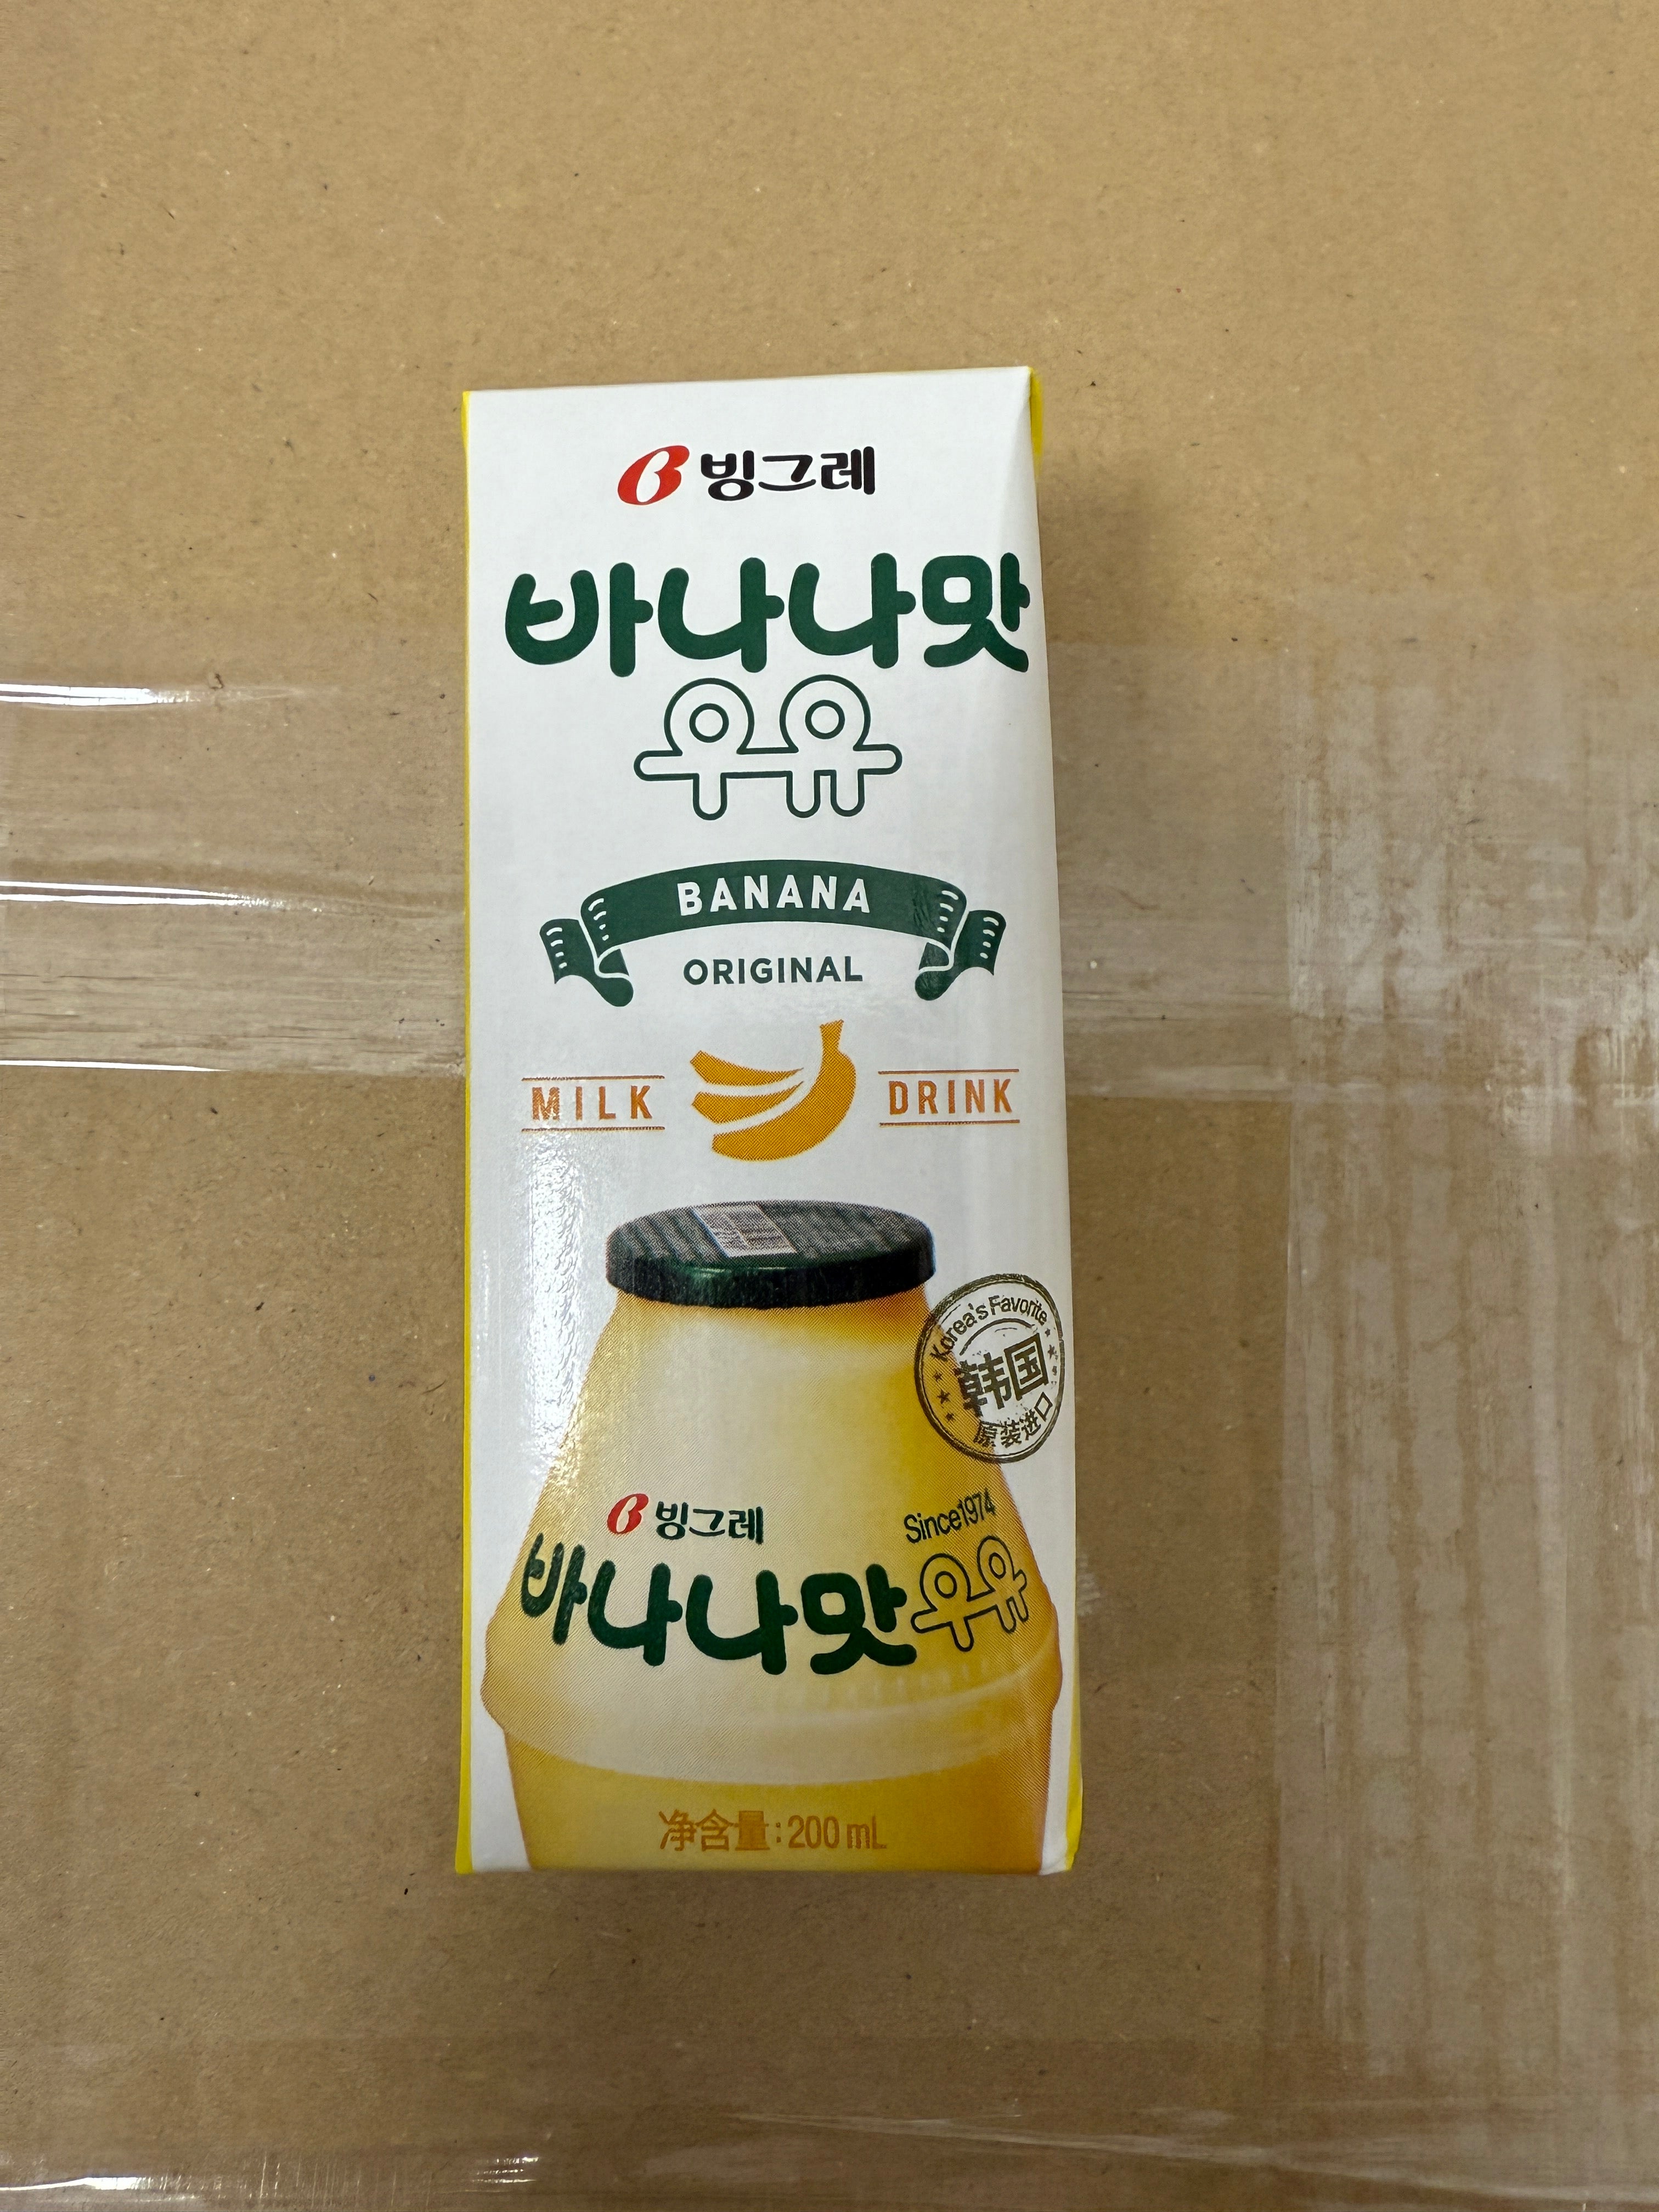 빙그레
바나나맛
우유
BANANA
ORIGINAL
MILK DRINK
Korea's Favorite
韩国
原装进口
빙그레
Since1974
바나나맛우유
净含量:200mL